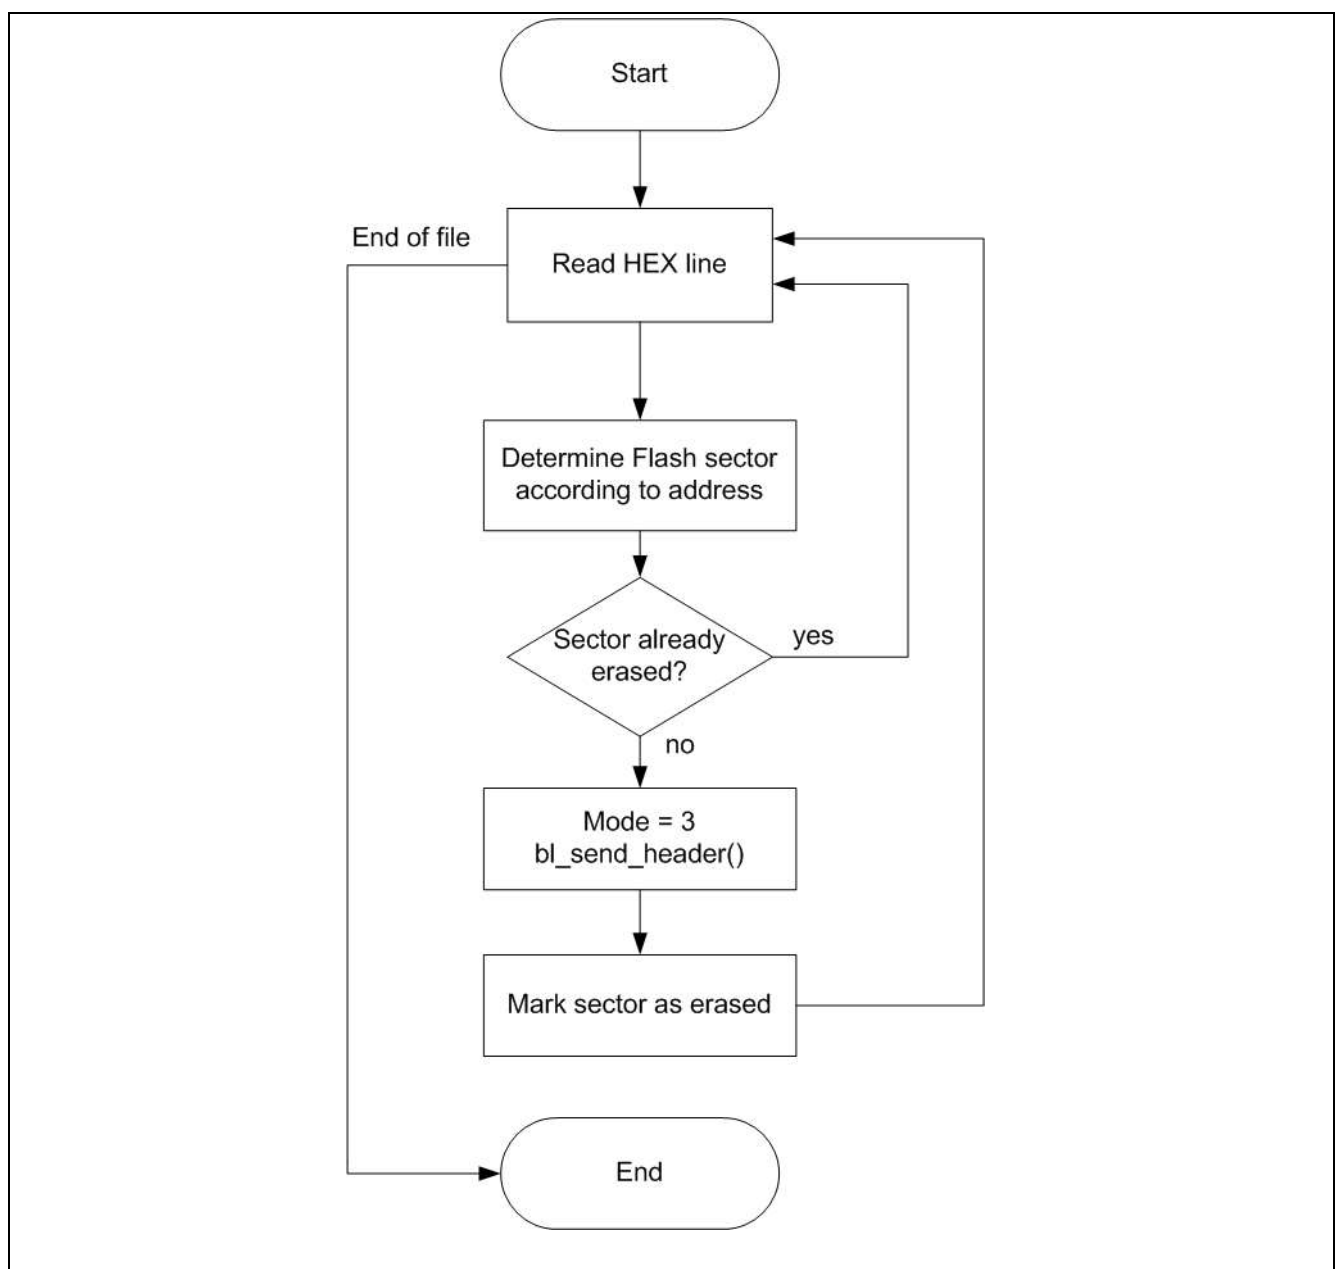 Start
End of file
Read HEX line
Determine Flash sector
according to address
Sector already
erased?
yes
no
Mode = 3
bl_send_header()
Mark sector as erased
End